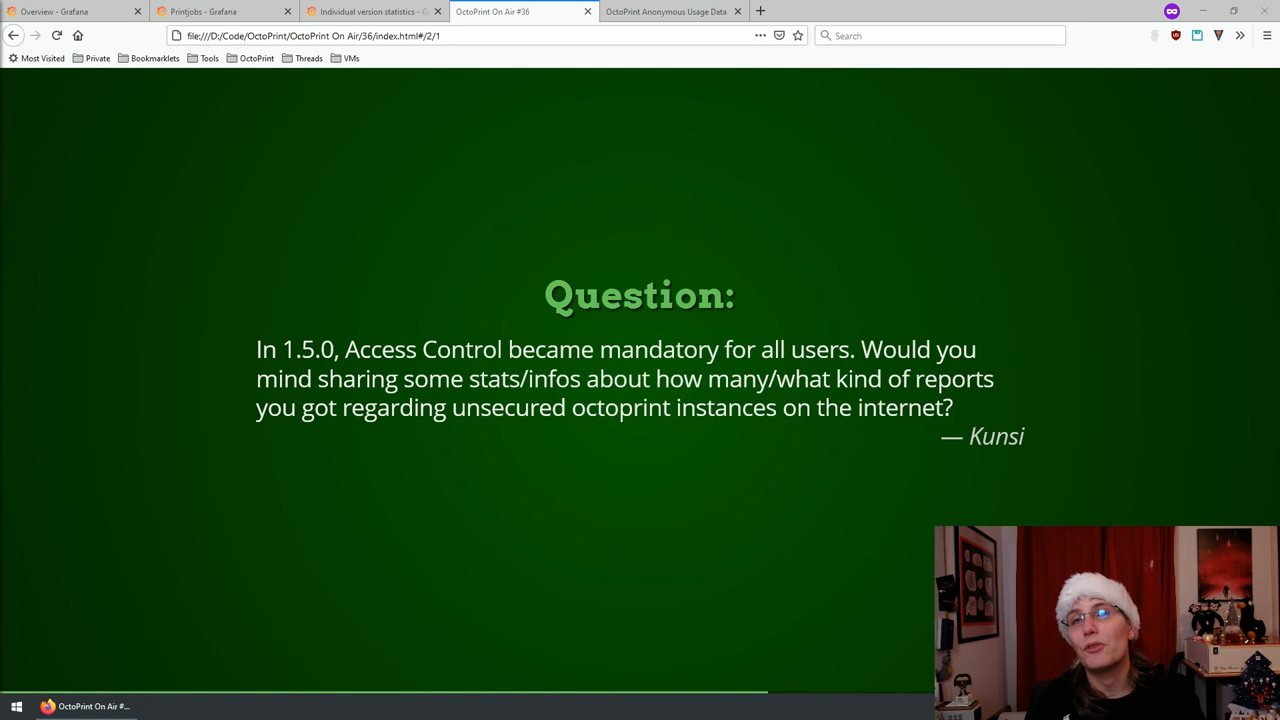 Overview - Grafana
Printjobs - Grafana
Individual version statistics - G
OctoPrint On Air #36
OctoPrint Anonymous Usage Data
file:///D:/Code/OctoPrint/OctoPrint On Air/36/index.html#/2/1
Search
Most Visited
Private
Bookmarklets
Tools
OctoPrint
Threads
VMs
Question:
In 1.5.0, Access Control became mandatory for all users. Would you
mind sharing some stats/infos about how many/what kind of reports
you got regarding unsecured octoprint instances on the internet?
— Kunsi
OctoPrint On Air #...